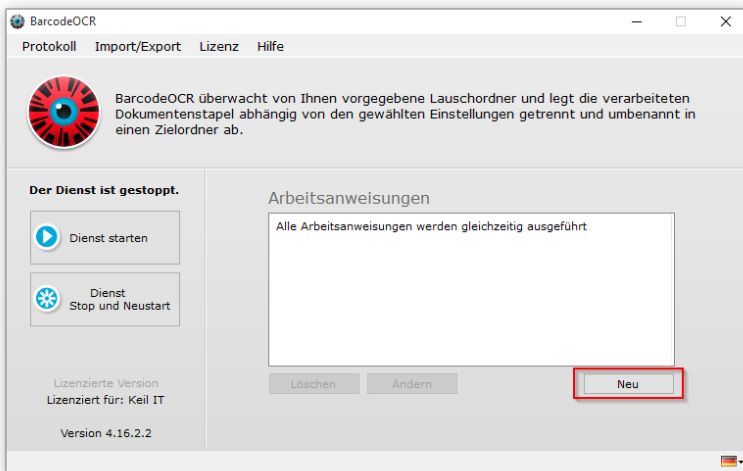 BarcodeOCR
Protokoll Import/Export Lizenz Hilfe
BarcodeOCR überwacht von Ihnen vorgegebene Lauschordner und legt die verarbeiteten
Dokumentenstapel abhängig von den gewählten Einstellungen getrennt und umbenannt in
einen Zielordner ab.
Der Dienst ist gestoppt.
Dienst starten
Dienst
Stop und Neustart
Lizenzierte Version
Lizenziert für: Keil IT
Version 4.16.2.2
Arbeitsanweisungen
Alle Arbeitsanweisungen werden gleichzeitig ausgeführt
Löschen Ändern Neu